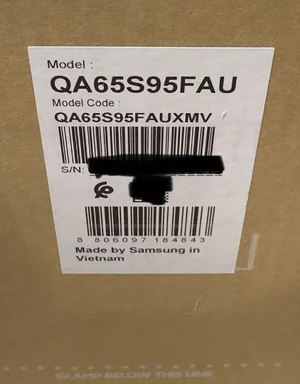 Model :
QA65S95FAU
Model Code :
QA65S95FAUXMV
S/N:
8 806097 184843
Made by Samsung in
Vietnam
CLAMP BELOW THIS LINE